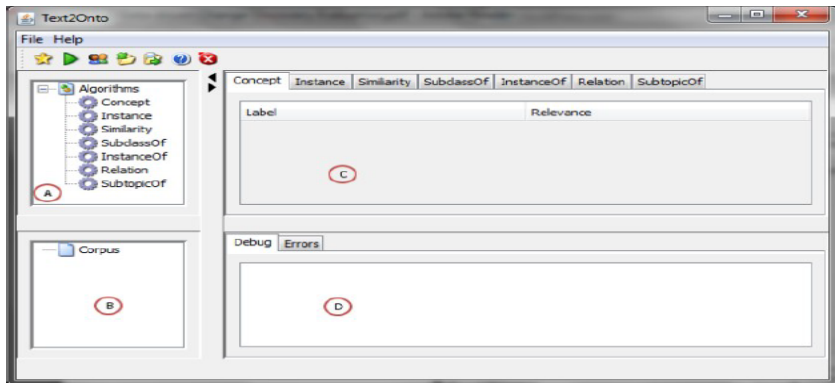 Text2Onto
File Help
Algorithms
Concept
Instance
Similarity
SubclassOf
InstanceOf
Relation
SubtopicOf
A
Concept Instance Similiarity SubclassOf InstanceOf Relation SubtopicOf
Label Relevance
C
Corpus
B
Debug Errors
D